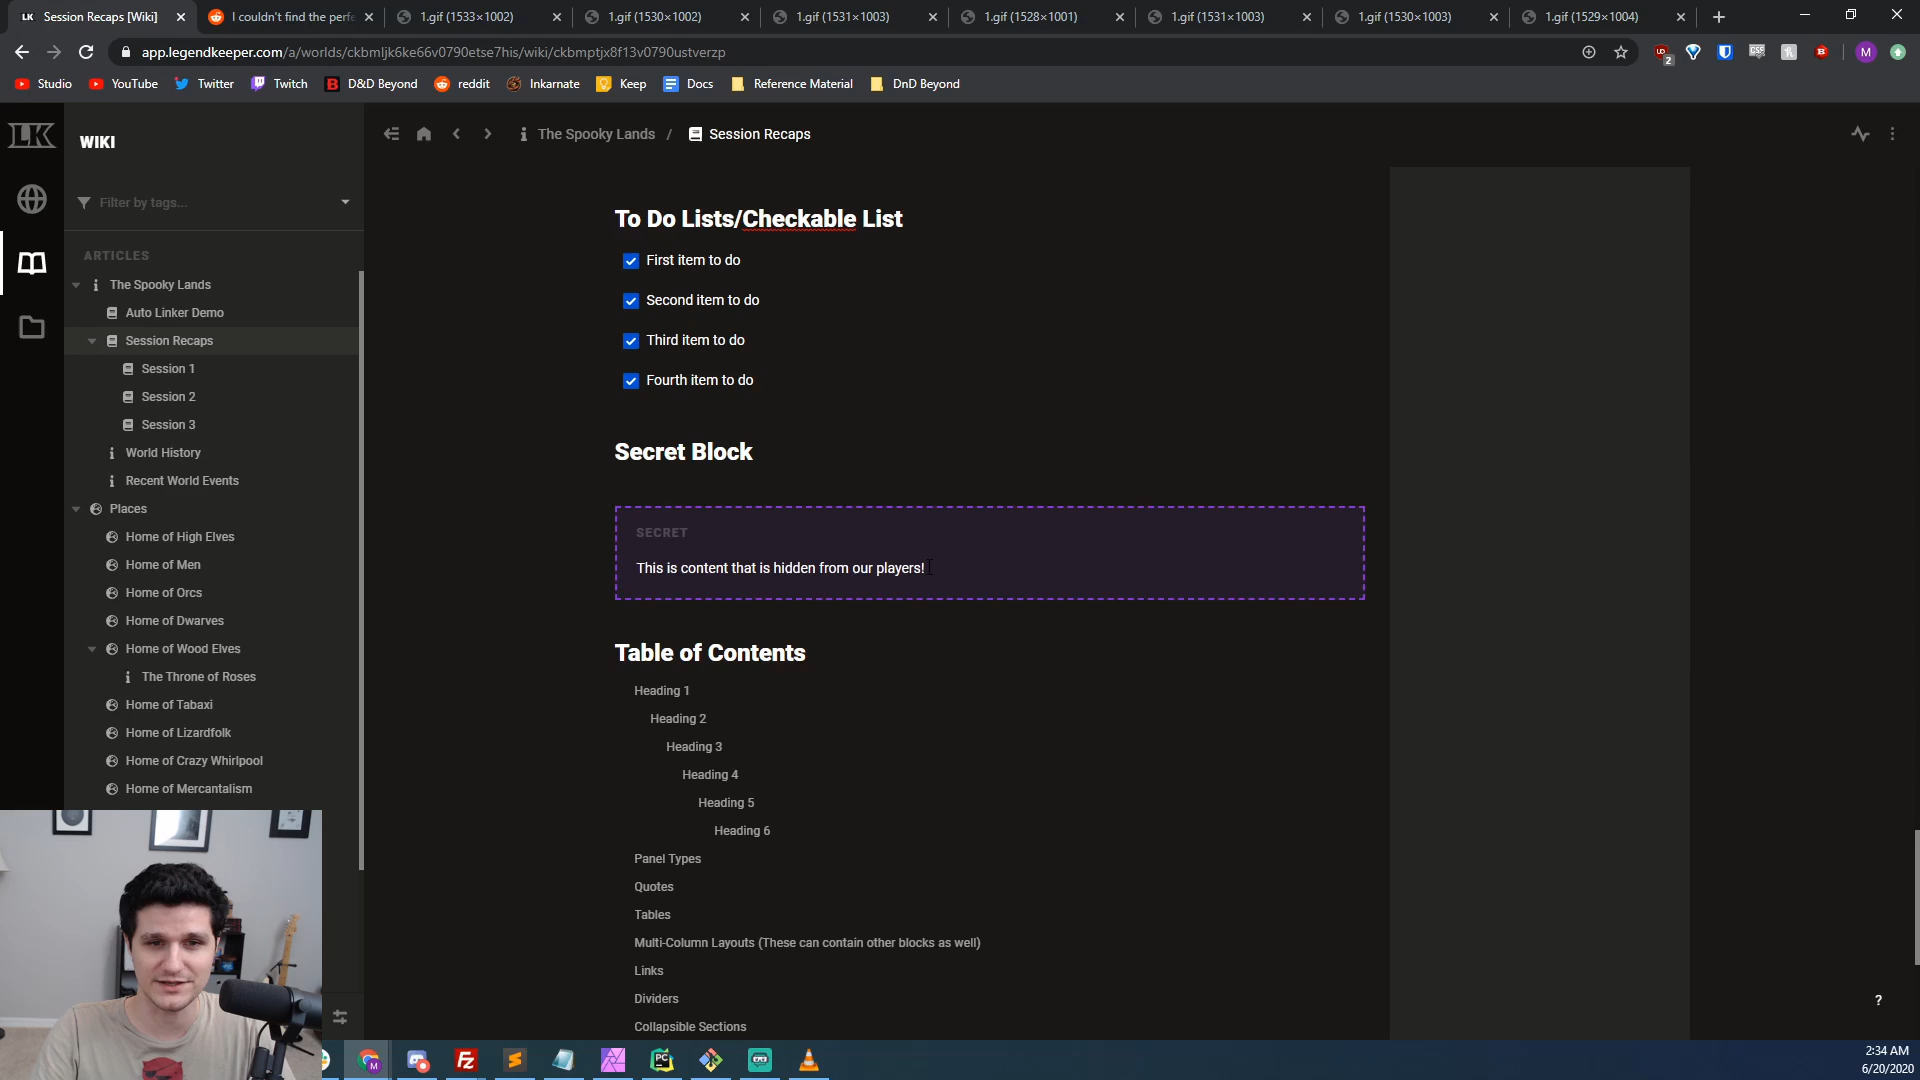 LK Session Recaps [Wiki]
I couldn't find the perfe
1.gif (1533×1002)
1.gif (1530×1002)
1.gif (1531×1003)
1.gif (1528×1001)
1.gif (1531×1003)
1.gif (1530×1003)
1.gif (1529×1004)
app.legendkeeper.com/a/worlds/ckbmljk6ke66v0790etse7his/wiki/ckbmptjx8f13v0790ustverzp
2
M
Studio
YouTube
Twitter
Twitch
D&D Beyond
reddit
Inkarnate
Keep
Docs
Reference Material
DnD Beyond
LK
WIKI
Filter by tags...
ARTICLES
The Spooky Lands
Auto Linker Demo
Session Recaps
Session 1
Session 2
Session 3
World History
Recent World Events
Places
Home of High Elves
Home of Men
Home of Orcs
Home of Dwarves
Home of Wood Elves
The Throne of Roses
Home of Tabaxi
Home of Lizardfolk
Home of Crazy Whirlpool
Home of Mercantalism
The Spooky Lands / Session Recaps
To Do Lists/Checkable List
First item to do
Second item to do
Third item to do
Fourth item to do
Secret Block
SECRET
This is content that is hidden from our players!
Table of Contents
Heading 1
Heading 2
Heading 3
Heading 4
Heading 5
Heading 6
Panel Types
Quotes
Tables
Multi-Column Layouts (These can contain other blocks as well)
Links
Dividers
Collapsible Sections
?
M
Fz
PC
2:34 AM
6/20/2020